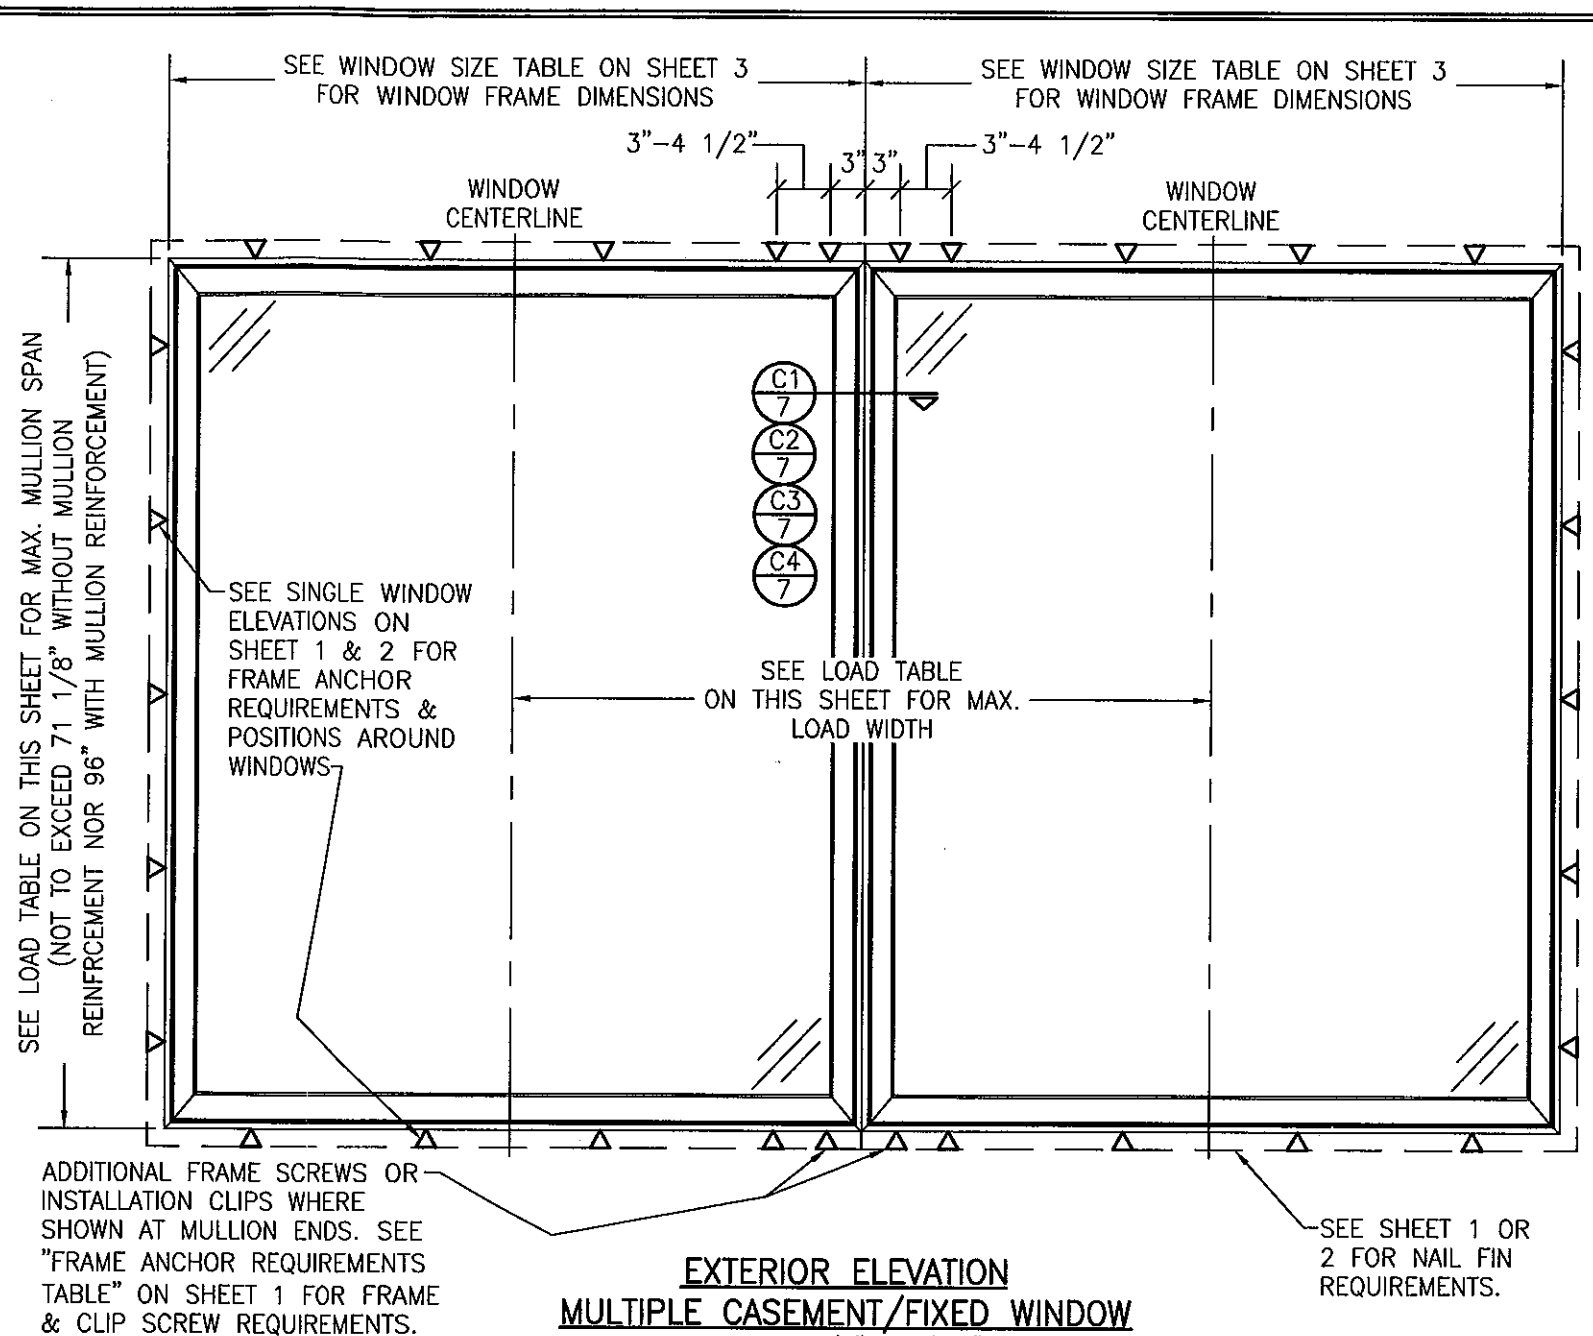 SEE WINDOW SIZE TABLE ON SHEET 3
FOR WINDOW FRAME DIMENSIONS
SEE WINDOW SIZE TABLE ON SHEET 3
FOR WINDOW FRAME DIMENSIONS
3"-4 1/2"
3"
3"
3"-4 1/2"
WINDOW
CENTERLINE
WINDOW
CENTERLINE
SEE LOAD TABLE ON THIS SHEET FOR MAX. MULLION SPAN
(NOT TO EXCEED 71 1/8" WITHOUT MULLION
REINFRCEMENT NOR 96" WITH MULLION REINFORCEMENT)
C1
7
C2
7
C3
7
C4
7
SEE SINGLE WINDOW
ELEVATIONS ON
SHEET 1 & 2 FOR
FRAME ANCHOR
REQUIREMENTS &
POSITIONS AROUND
WINDOWS
SEE LOAD TABLE
ON THIS SHEET FOR MAX.
LOAD WIDTH
ADDITIONAL FRAME SCREWS OR
INSTALLATION CLIPS WHERE
SHOWN AT MULLION ENDS. SEE
"FRAME ANCHOR REQUIREMENTS
TABLE" ON SHEET 1 FOR FRAME
& CLIP SCREW REQUIREMENTS.
SEE SHEET 1 OR
2 FOR NAIL FIN
REQUIREMENTS.
EXTERIOR ELEVATION
MULTIPLE CASEMENT/FIXED WINDOW